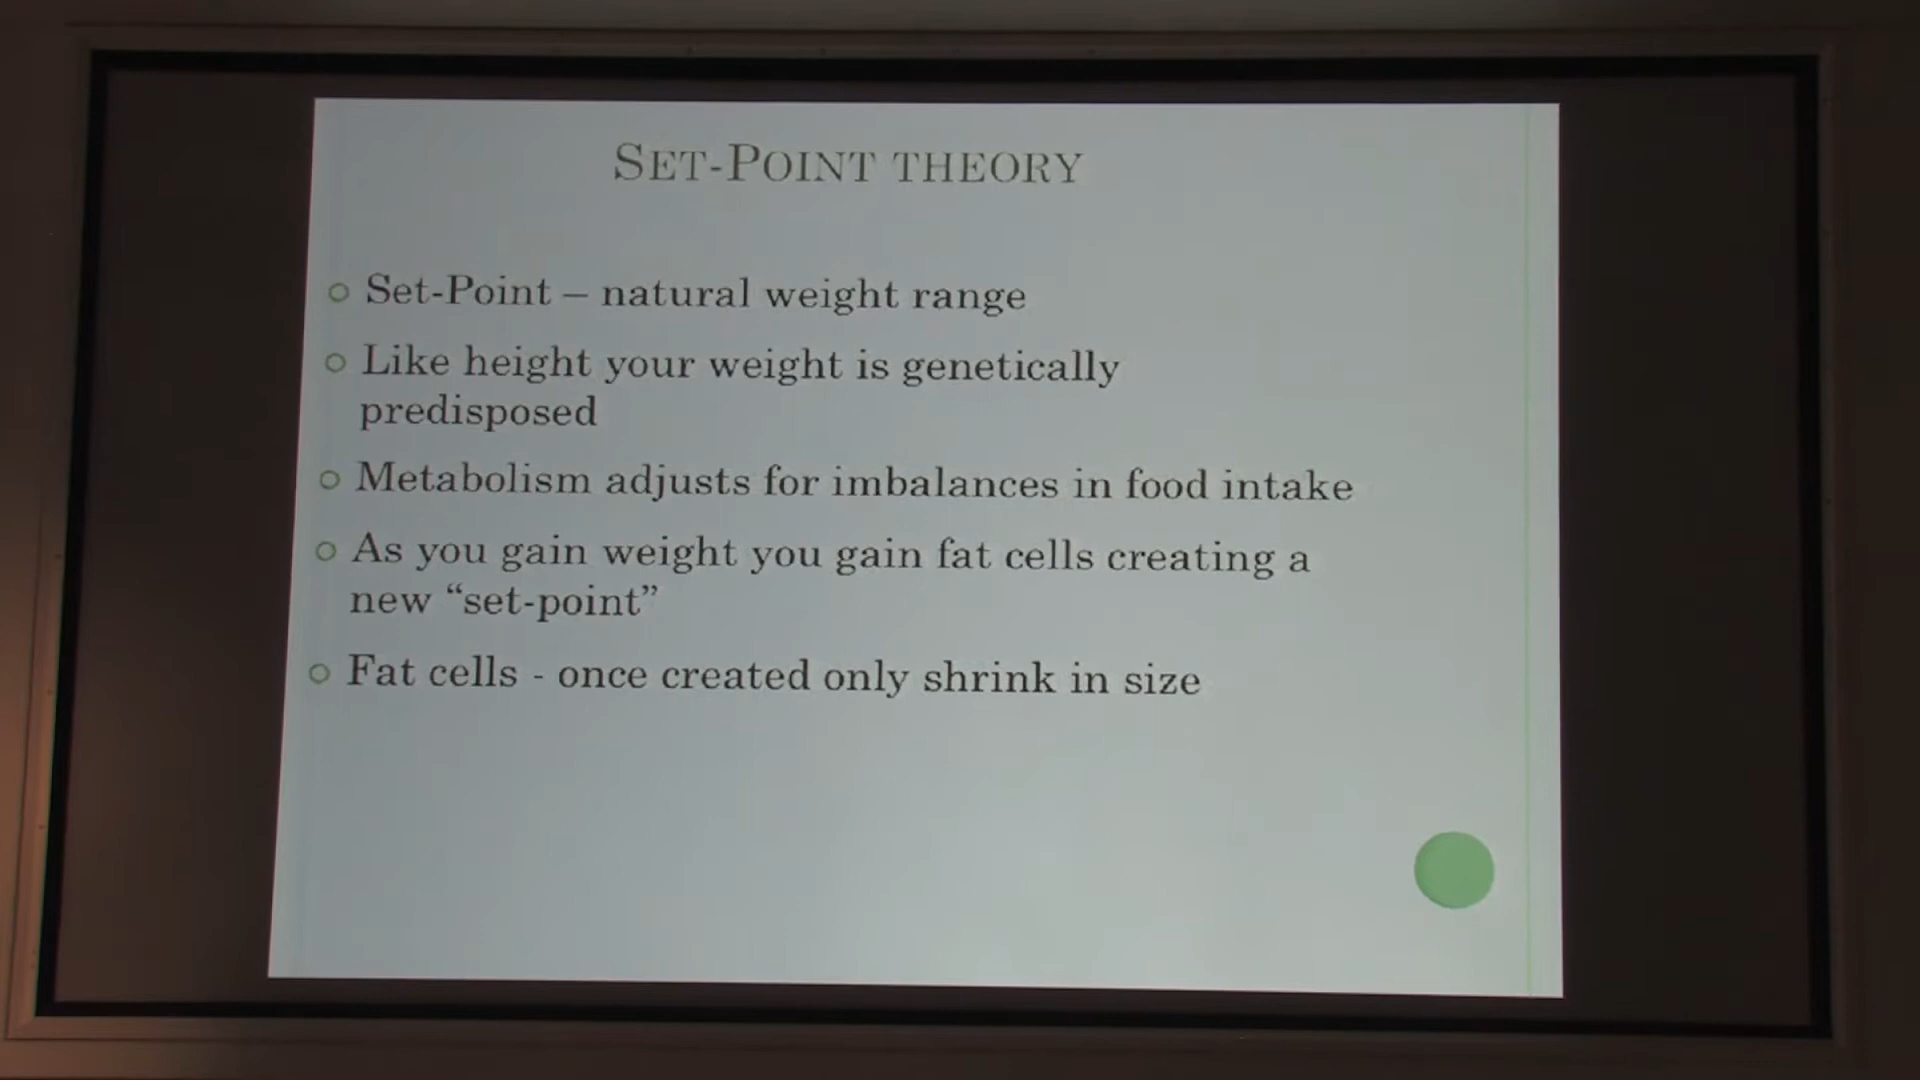 SET-POINT THEORY
Set-Point – natural weight range
Like height your weight is genetically
predisposed
Metabolism adjusts for imbalances in food intake
As you gain weight you gain fat cells creating a
new “set-point”
Fat cells - once created only shrink in size